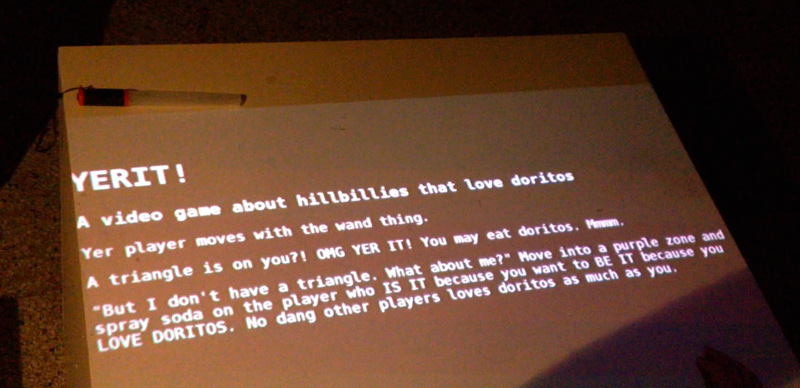 YERIT!
A video game about hillbillies that love doritos
Yer player moves with the wand thing.
A triangle is on you?! OMG YER IT! You may eat doritos. Mmmm.
"But I don't have a triangle. What about me?" Move into a purple zone and
spray soda on the player who IS IT because you want to BE IT because you
LOVE DORITOS. No dang other players loves doritos as much as you.